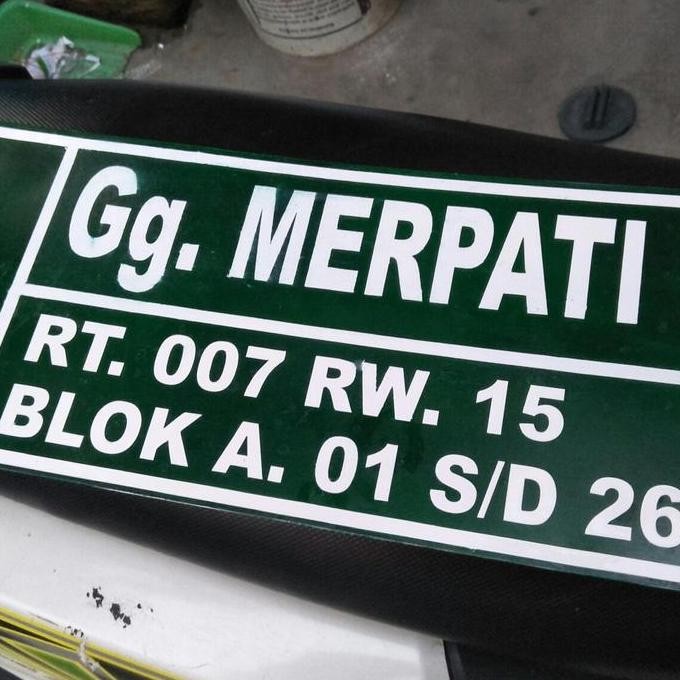 Gg. MERPATI
RT. 007 RW. 15
BLOK A. 01 S/D 26